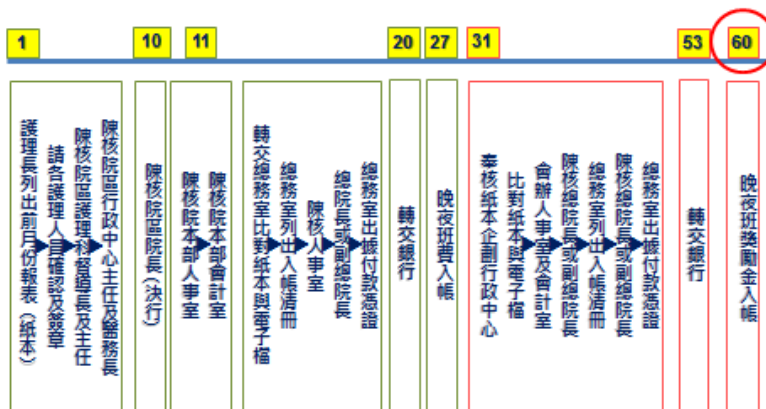 1
10
11
20
27
31
53
60
護理長列出前月份報表（紙本）
請各護理人員確認及簽章
陳核院區護理科督導長及主任
陳核院區行政中心主任及醫務長
陳核院區院長（決行）
陳核院本部人事室
陳核院本部會計室
轉交總務室比對紙本與電子檔
總務室列出入帳清冊
陳核人事室
總院長或副總院長
總務室出據付款憑證
轉交銀行
晚夜班費入帳
奉核紙本企劃行政中心
比對紙本與電子檔
會辦人事室及會計室
陳核總院長或副總院長
總務室列出入帳清冊
陳核總院長或副總院長
總務室出據付款憑證
轉交銀行
晚夜班獎勵金入帳